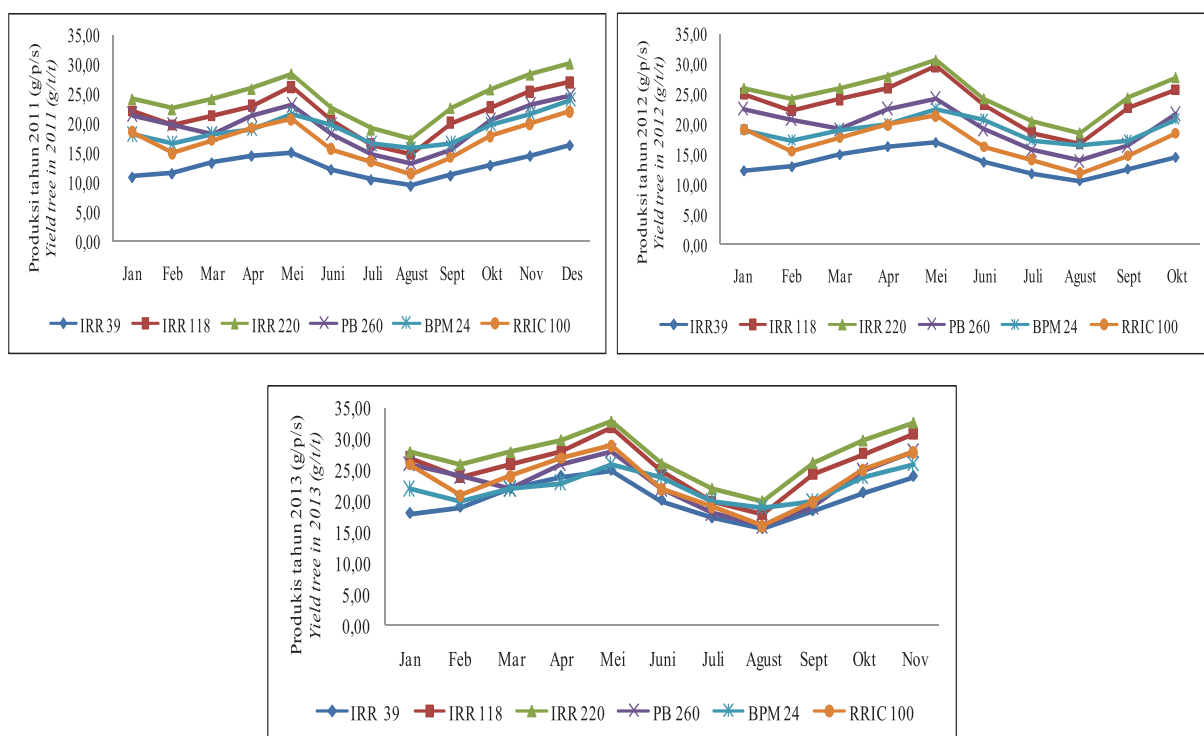 Produksi tahun 2011 (g/p/s)
Yield tree in 2011 (g/t/t)
35,00
30,00
25,00
20,00
15,00
10,00
5,00
0,00
Jan Feb Mar Apr Mei Juni Juli Agust Sept Okt Nov Des
IRR 39 IRR 118 IRR 220 PB 260 BPM 24 RRIC 100
Produksi tahun 2012 (g/p/s)
Yield tree in 2012 (g/t/t)
35,00
30,00
25,00
20,00
15,00
10,00
5,00
0,00
Jan Feb Mar Apr Mei Juni Juli Agust Sept Okt
IRR39 IRR 118 IRR 220 PB 260 BPM 24 RRIC 100
Produkis tahun 2013 (g/p/s)
Yield tree in 2013 (g/t/t)
35,00
30,00
25,00
20,00
15,00
10,00
5,00
0,00
Jan Feb Mar Apr Mei Juni Juli Agust Sept Okt Nov
IRR 39 IRR 118 IRR 220 PB 260 BPM 24 RRIC 100